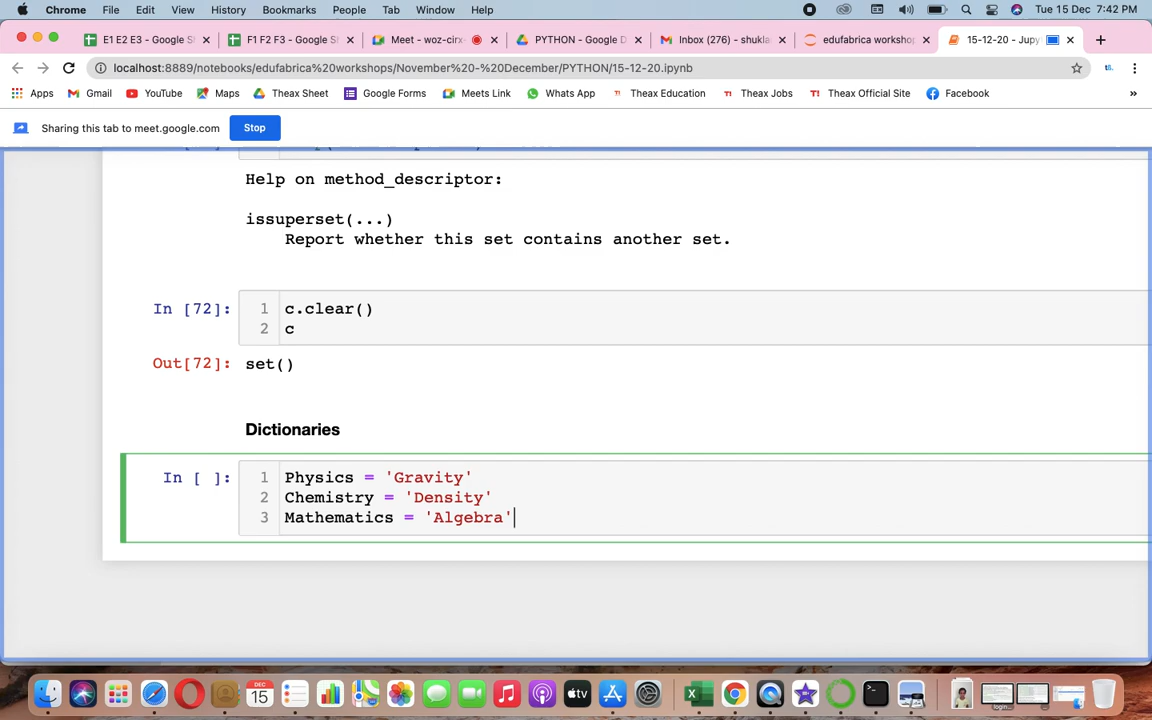 Chrome File Edit View History Bookmarks People Tab Window Help Tue 15 Dec 7:42 PM
E1 E2 E3 - Google S F1 F2 F3 - Google S Meet - woz-cirx- PYTHON - Google D Inbox (276) - shukla edufabrica workshop 15-12-20 - Jupy
localhost:8889/notebooks/edufabrica%20workshops/November%20-%20December/PYTHON/15-12-20.ipynb
Apps Gmail YouTube Maps Theax Sheet Google Forms Meets Link Whats App Theax Education Theax Jobs Theax Official Site Facebook »
Sharing this tab to meet.google.com Stop
Help on method_descriptor:
issuperset(...)
Report whether this set contains another set.
In [72]: 1 c.clear()
2 c
Out[72]: set()
Dictionaries
In [ ]: 1 Physics = 'Gravity'
2 Chemistry = 'Density'
3 Mathematics = 'Algebra'
DEC
15
tv